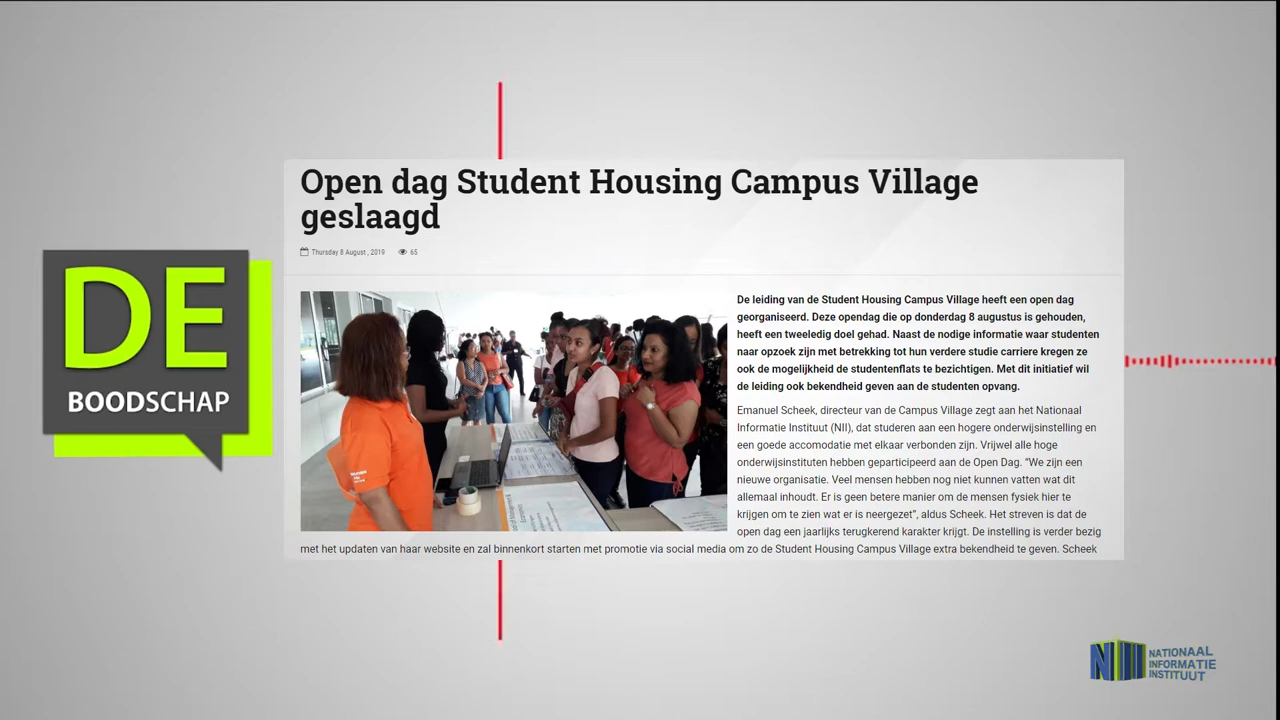 Open dag Student Housing Campus Village
geslaagd
Thursday 8 August , 2019 65
DE
BOODSCHAP
De leiding van de Student Housing Campus Village heeft een open dag
georganiseerd. Deze opendag die op donderdag 8 augustus is gehouden,
heeft een tweeledig doel gehad. Naast de nodige informatie waar studenten
naar opzoek zijn met betrekking tot hun verdere studie carriere kregen ze
ook de mogelijkheid de studentenflats te bezichtigen. Met dit initiatief wil
de leiding ook bekendheid geven aan de studenten opvang.
Emanuel Scheek, directeur van de Campus Village zegt aan het Nationaal
Informatie Instituut (NII), dat studeren aan een hogere onderwijsinstelling en
een goede accomodatie met elkaar verbonden zijn. Vrijwel alle hoge
onderwijsinstituten hebben geparticipeerd aan de Open Dag. "We zijn een
nieuwe organisatie. Veel mensen hebben nog niet kunnen vatten wat dit
allemaal inhoudt. Er is geen betere manier om de mensen fysiek hier te
krijgen om te zien wat er is neergezet", aldus Scheek. Het streven is dat de
open dag een jaarlijks terugkerend karakter krijgt. De instelling is verder bezig
met het updaten van haar website en zal binnenkort starten met promotie via social media om zo de Student Housing Campus Village extra bekendheid te geven. Scheek
NII
NATIONAAL
INFORMATIE
INSTITUUT